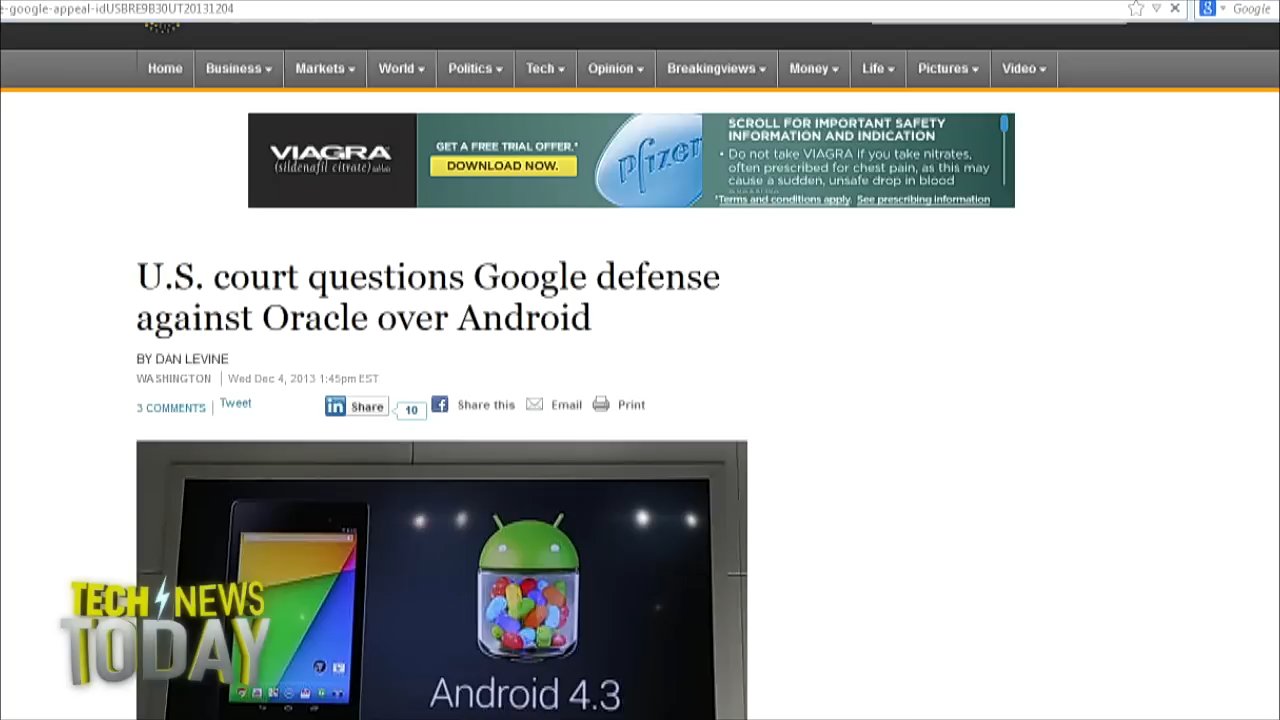 e-google-appeal-idUSBRE9B30UT20131204
Google
Home Business Markets World Politics Tech Opinion Breakingviews Money Life Pictures Video
VIAGRA
(sildenafil citrate)
GET A FREE TRIAL OFFER.*
DOWNLOAD NOW.
Pfizer
SCROLL FOR IMPORTANT SAFETY
INFORMATION AND INDICATION
• Do not take VIAGRA if you take nitrates,
often prescribed for chest pain, as this may
cause a sudden, unsafe drop in blood
*Terms and conditions apply. See prescribing information
U.S. court questions Google defense
against Oracle over Android
BY DAN LEVINE
WASHINGTON | Wed Dec 4, 2013 1:45pm EST
3 COMMENTS | Tweet in Share 10 f Share this Email Print
Android 4.3
TECH NEWS
TODAY